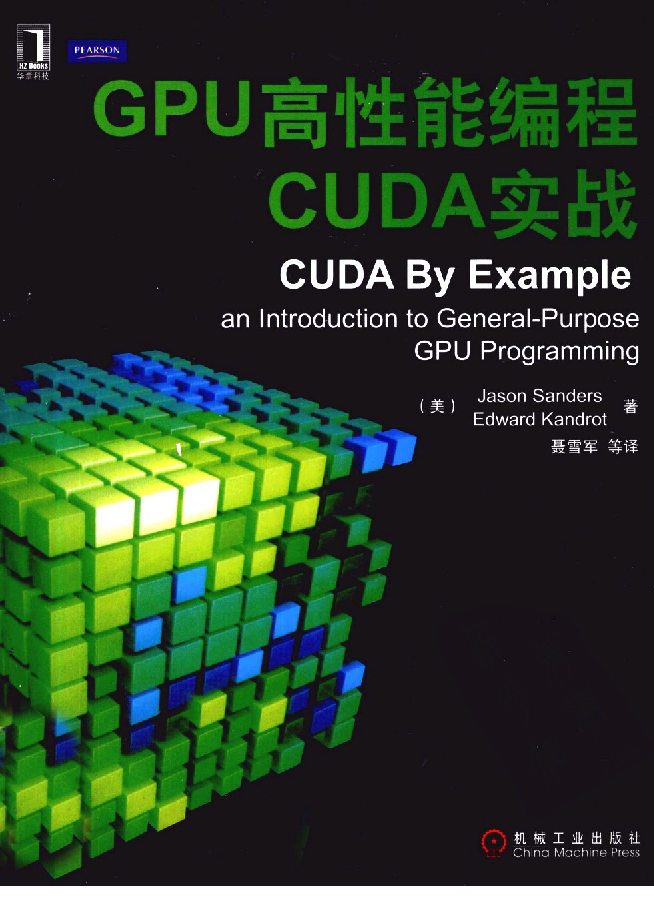 HZ Books
华章科技
PEARSON
GPU高性能编程
CUDA实战
CUDA By Example
an Introduction to General-Purpose
GPU Programming
（美） Jason Sanders
Edward Kandrot 著
聂雪军 等译
机械工业出版社
China Machine Press